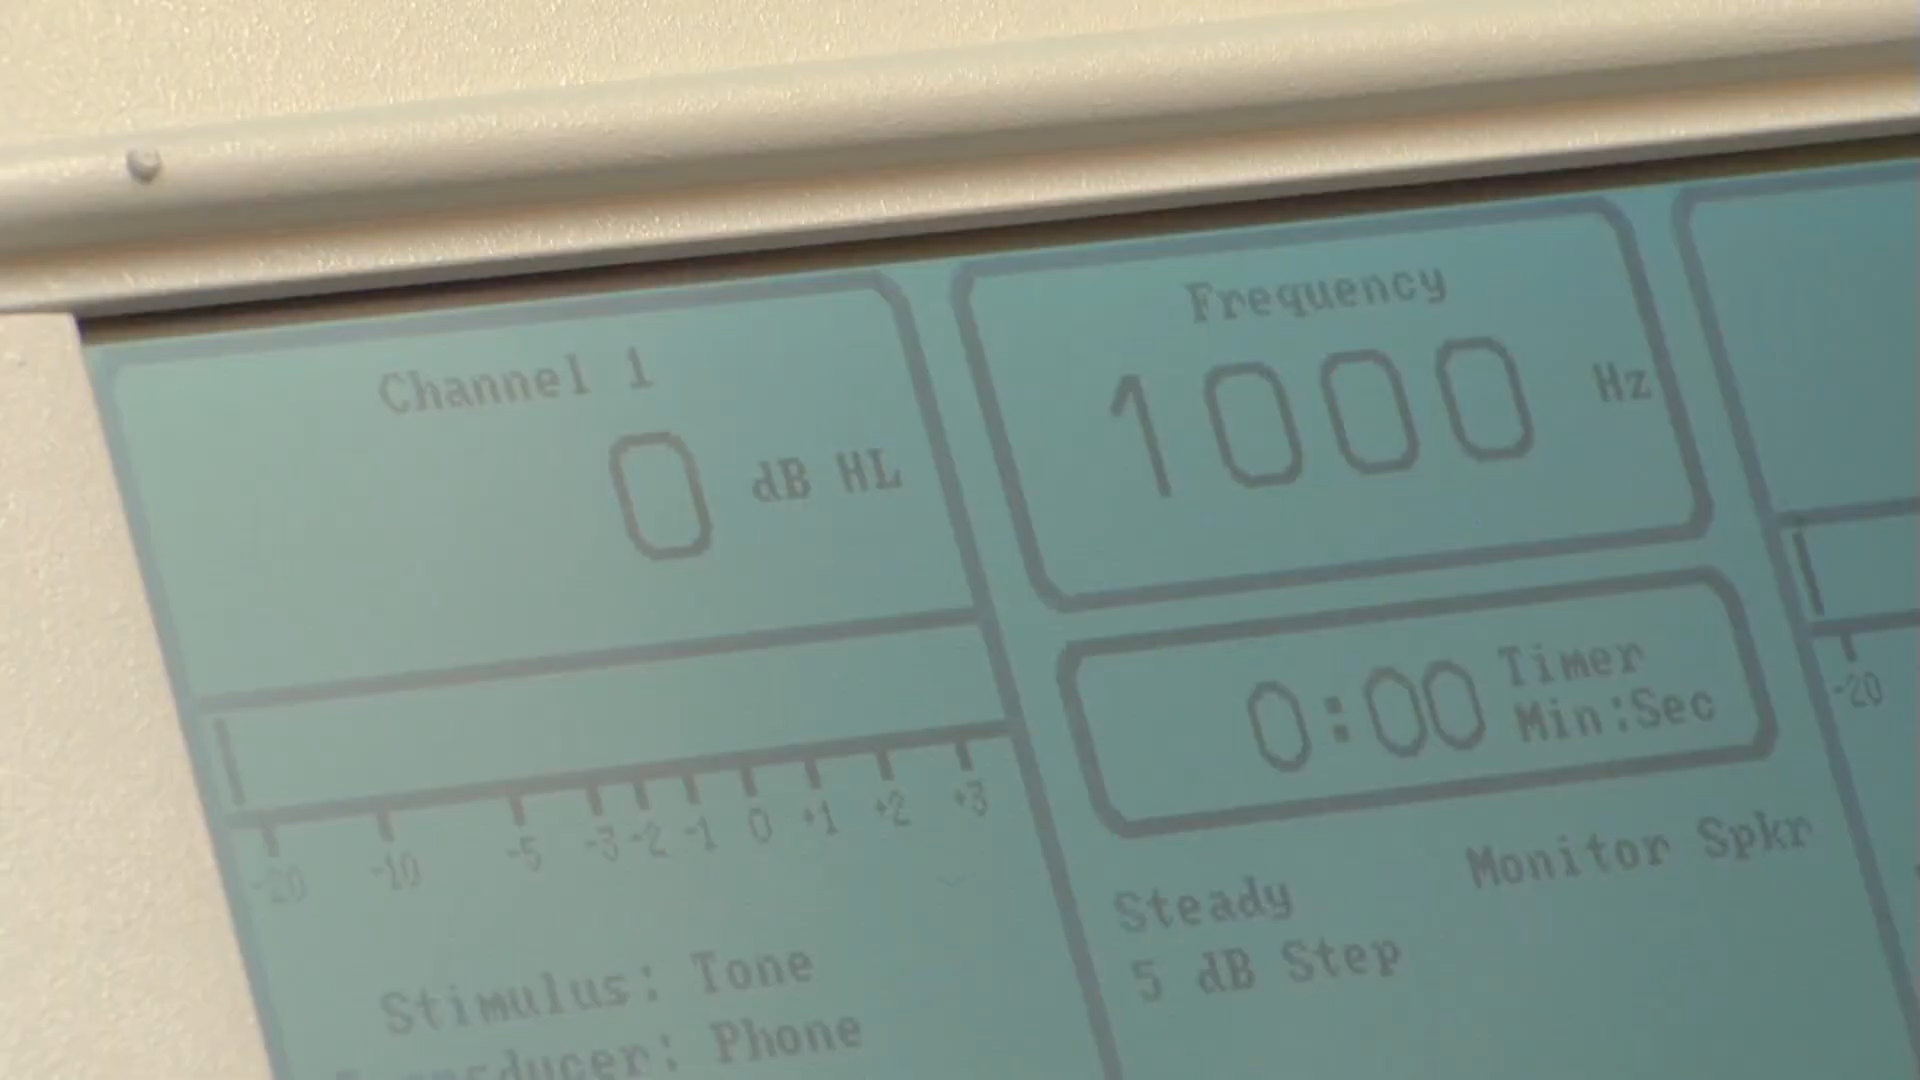 Channel 1
0 dB HL
-20 -10 -5 -3 -2 -1 0 +1 +2 +3
Stimulus: Tone
Phone
Frequency
1000 Hz
0:00 Timer
Min:Sec
Monitor Spkr
Steady
5 dB Step
-20